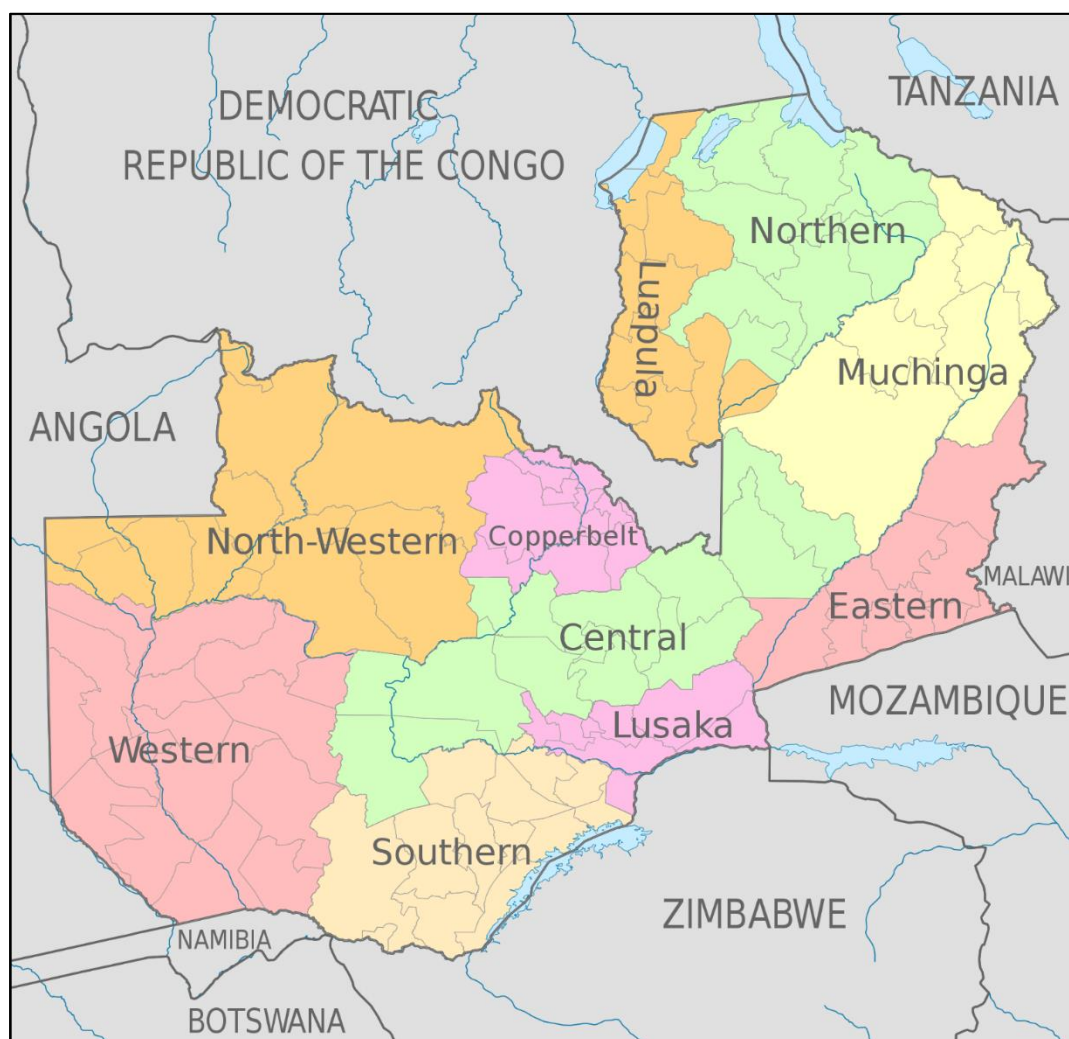 DEMOCRATIC
REPUBLIC OF THE CONGO
TANZANIA
Northern
Luapula
Muchinga
ANGOLA
North-Western
Copperbelt
MALAWI
Eastern
Central
MOZAMBIQUE
Lusaka
Western
Southern
ZIMBABWE
NAMIBIA
BOTSWANA